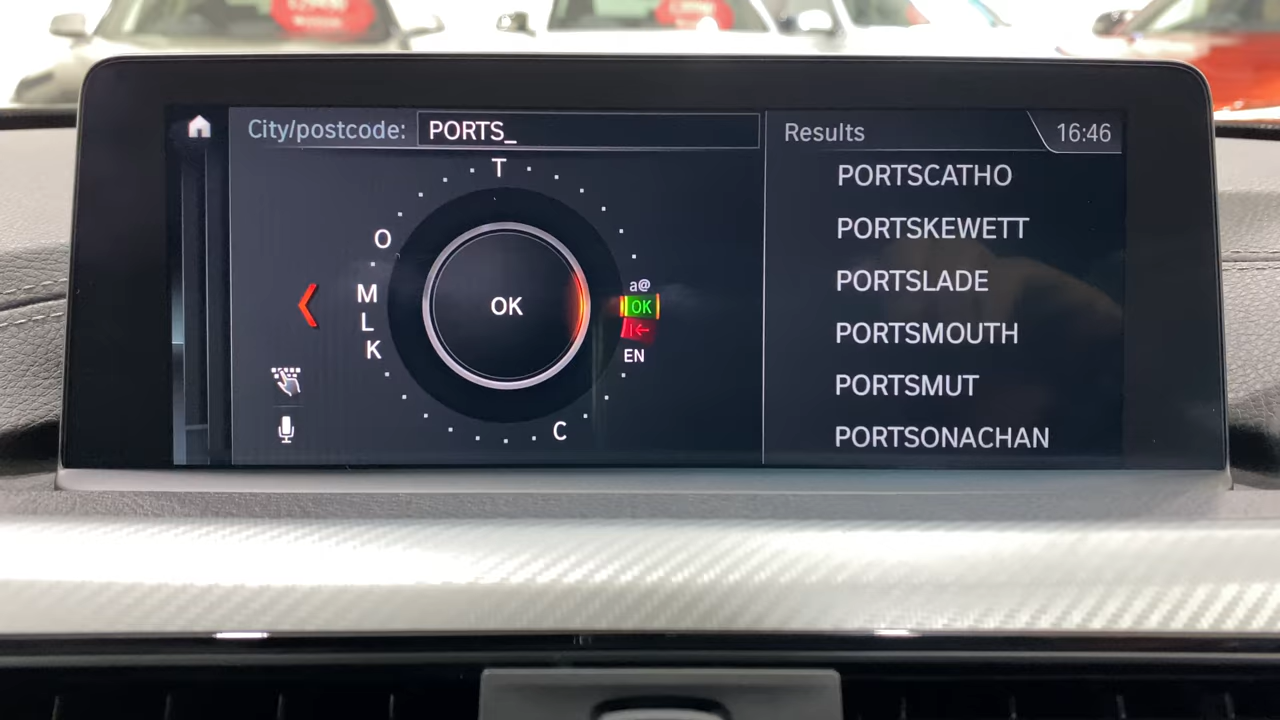 City/postcode: PORTS_
Results
16:46
T
O
M
L
K
OK
a@
OK
EN
C
PORTSCATHO
PORTSKEWETT
PORTSLADE
PORTSMOUTH
PORTSMUT
PORTSONACHAN